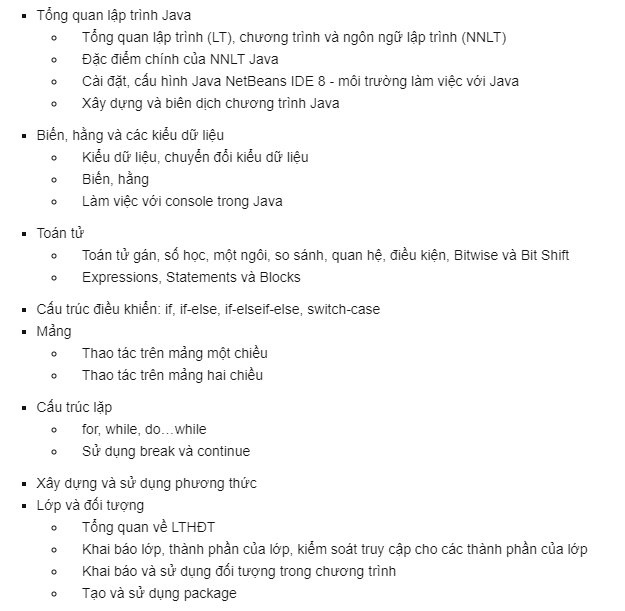 Tổng quan lập trình Java
Tổng quan lập trình (LT), chương trình và ngôn ngữ lập trình (NNLT)
Đặc điểm chính của NNLT Java
Cài đặt, cấu hình Java NetBeans IDE 8 - môi trường làm việc với Java
Xây dựng và biên dịch chương trình Java
Biến, hằng và các kiểu dữ liệu
Kiểu dữ liệu, chuyển đổi kiểu dữ liệu
Biến, hằng
Làm việc với console trong Java
Toán tử
Toán tử gán, số học, một ngôi, so sánh, quan hệ, điều kiện, Bitwise và Bit Shift
Expressions, Statements và Blocks
Cấu trúc điều khiển: if, if-else, if-elseif-else, switch-case
Mảng
Thao tác trên mảng một chiều
Thao tác trên mảng hai chiều
Cấu trúc lặp
for, while, do…while
Sử dụng break và continue
Xây dựng và sử dụng phương thức
Lớp và đối tượng
Tổng quan về LTHĐT
Khai báo lớp, thành phần của lớp, kiểm soát truy cập cho các thành phần của lớp
Khai báo và sử dụng đối tượng trong chương trình
Tạo và sử dụng package